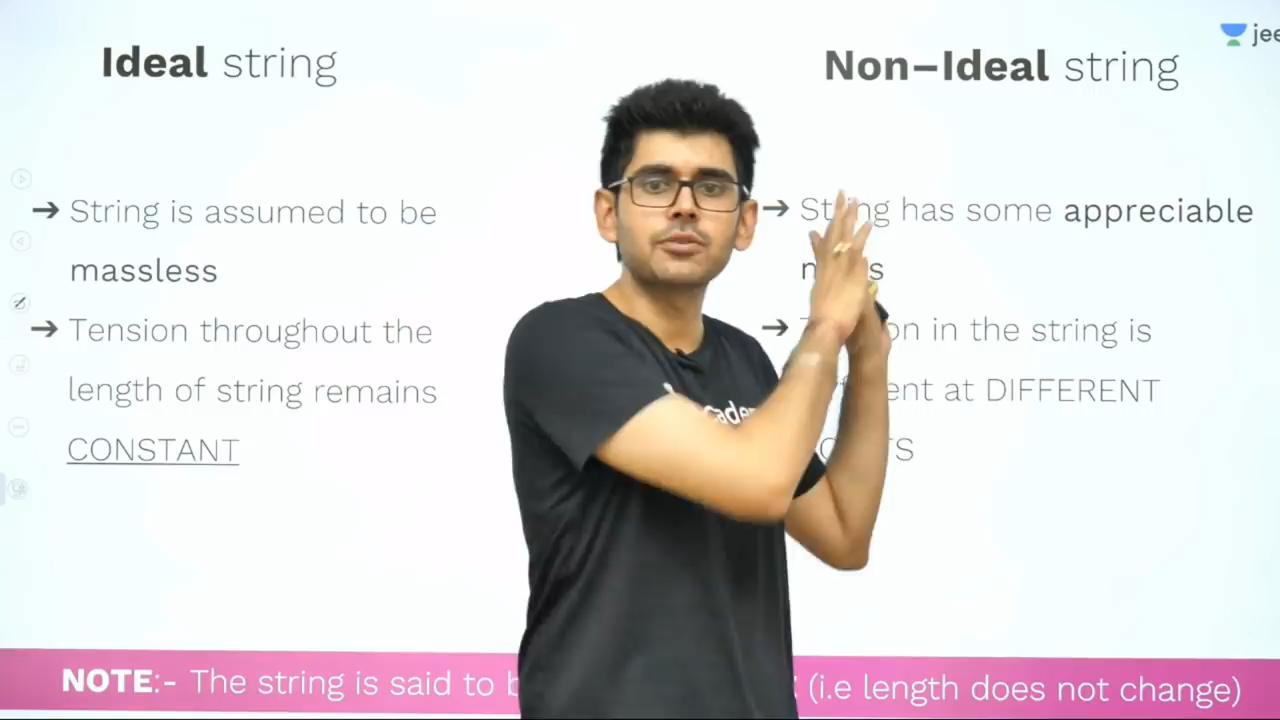 Ideal string
Non-Ideal string
jee
→ String is assumed to be
massless
→ Tension throughout the
length of string remains
CONSTANT
→ String has some appreciable
→ in the string is
at DIFFERENT
NOTE:- The string is said to
(i.e length does not change)